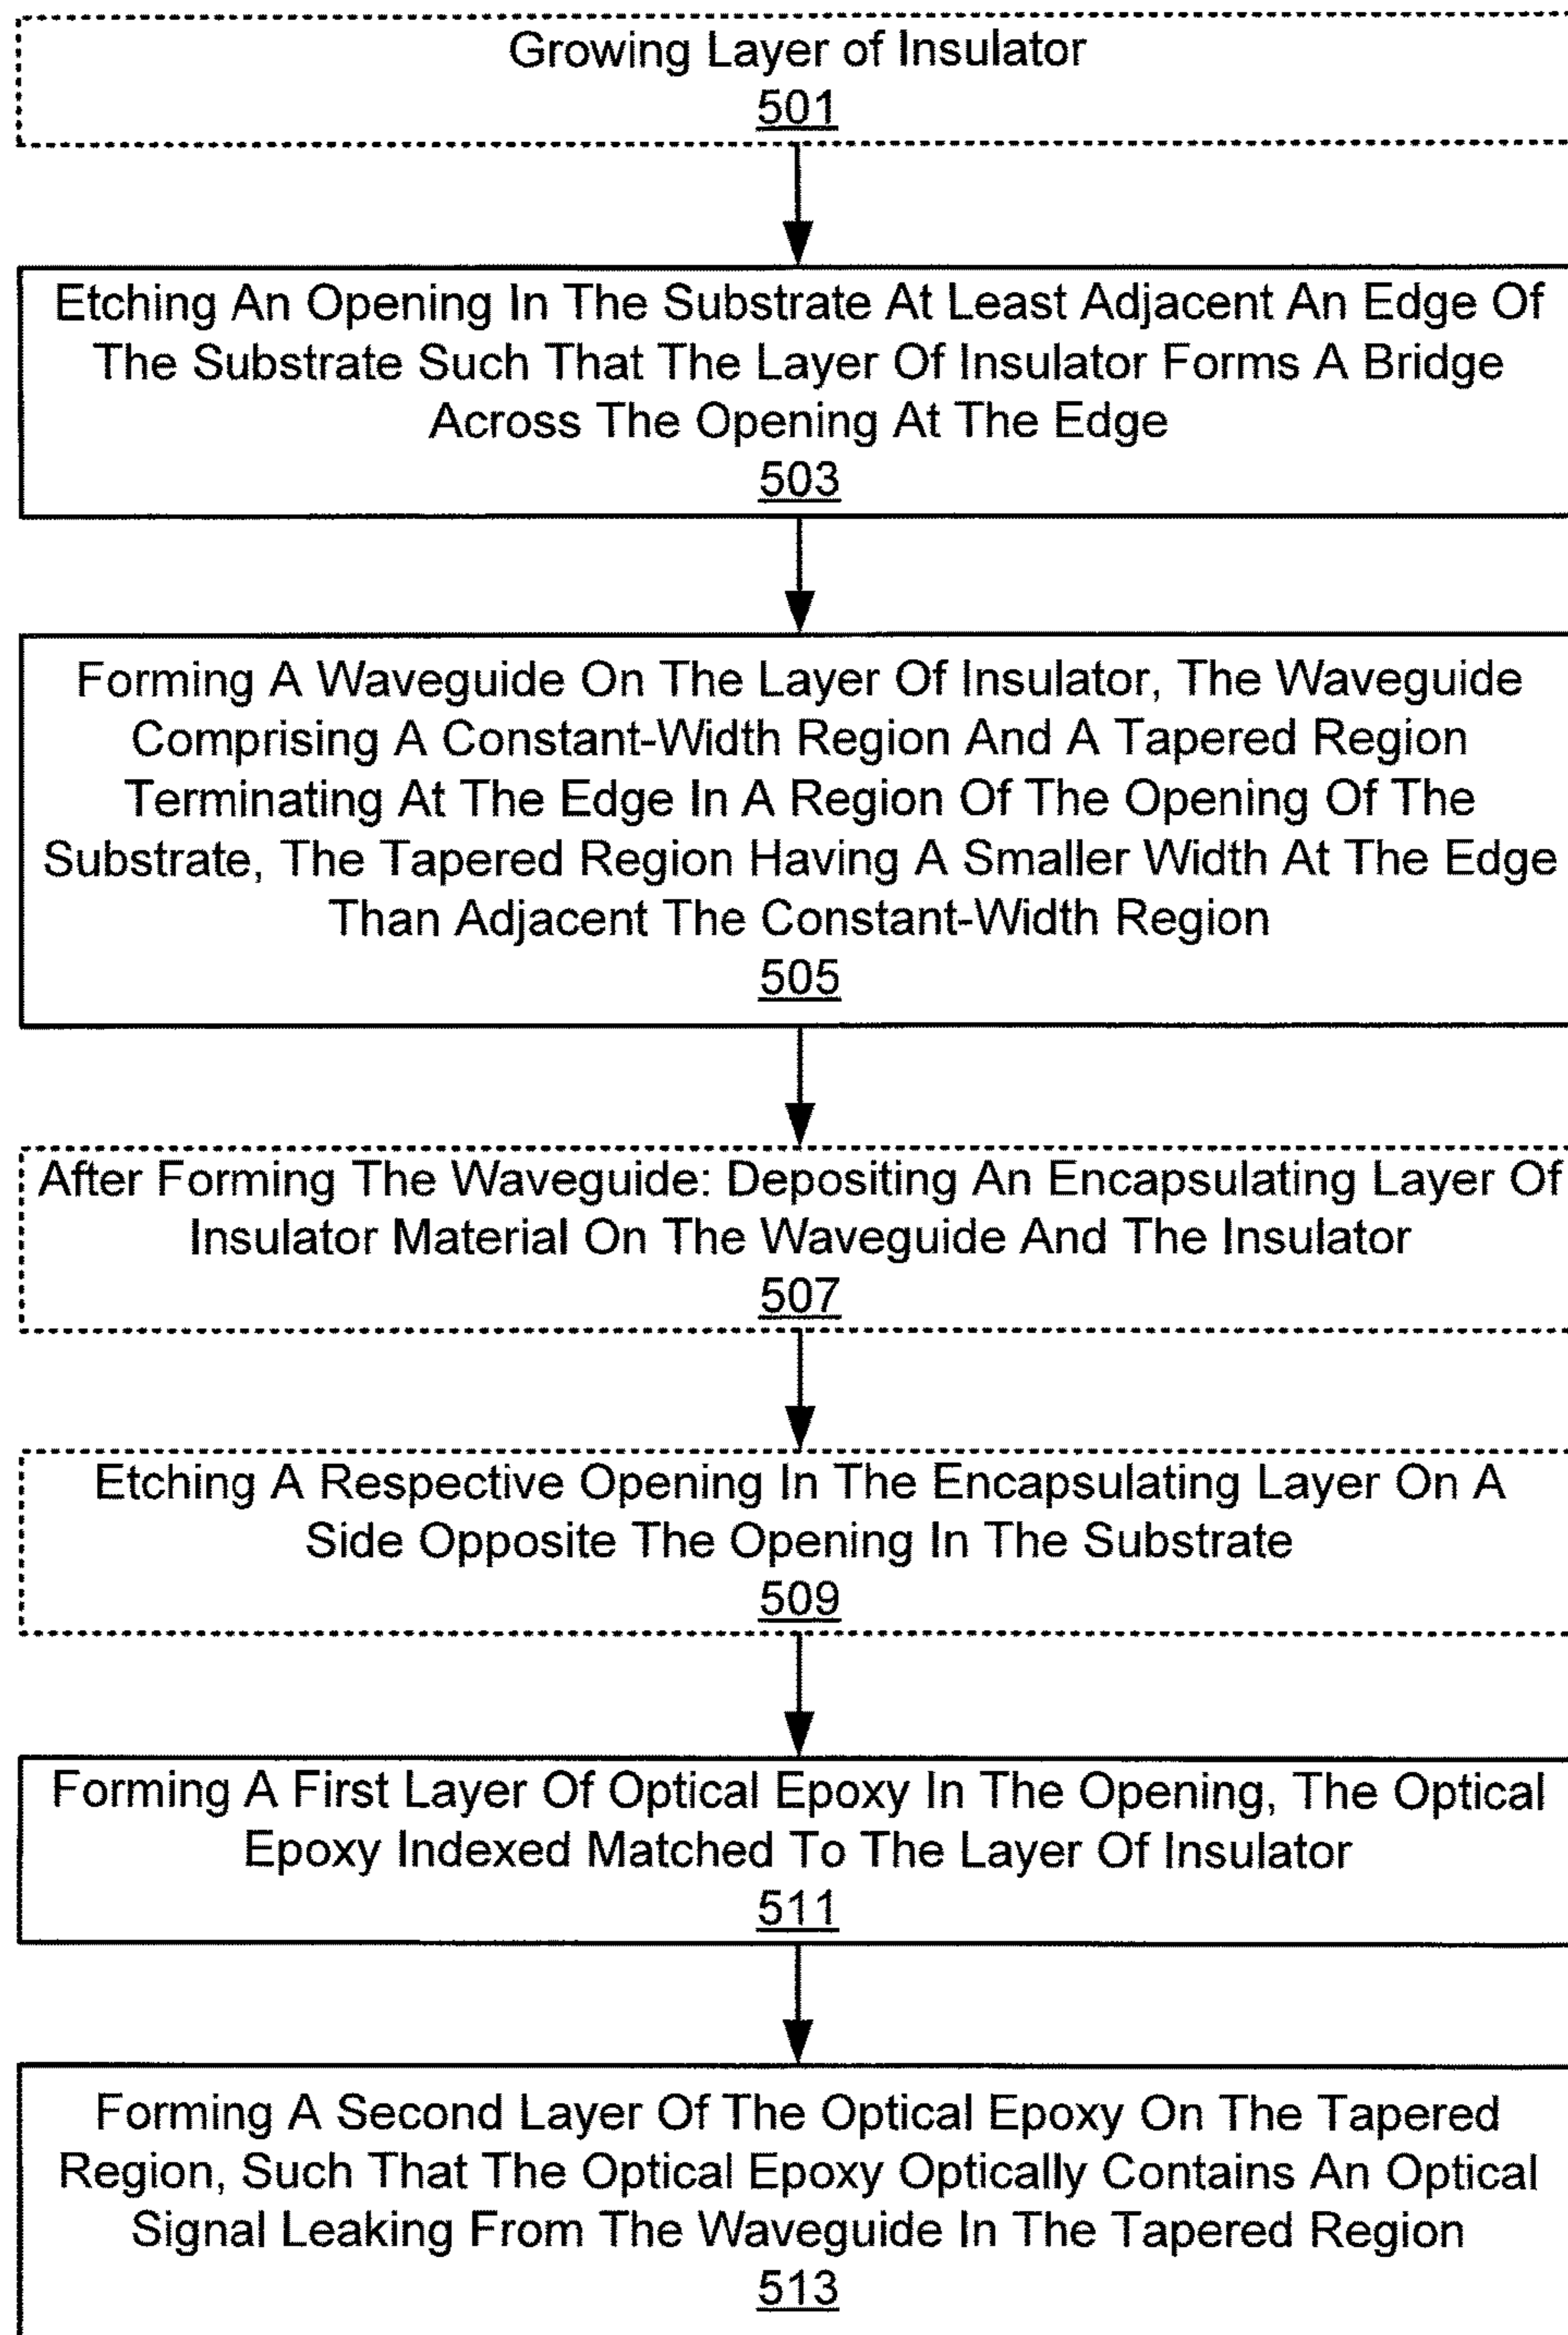 Growing Layer of Insulator
501
Etching An Opening In The Substrate At Least Adjacent An Edge Of
The Substrate Such That The Layer Of Insulator Forms A Bridge
Across The Opening At The Edge
503
Forming A Waveguide On The Layer Of Insulator, The Waveguide
Comprising A Constant-Width Region And A Tapered Region
Terminating At The Edge In A Region Of The Opening Of The
Substrate, The Tapered Region Having A Smaller Width At The Edge
Than Adjacent The Constant-Width Region
505
After Forming The Waveguide: Depositing An Encapsulating Layer Of
Insulator Material On The Waveguide And The Insulator
507
Etching A Respective Opening In The Encapsulating Layer On A
Side Opposite The Opening In The Substrate
509
Forming A First Layer Of Optical Epoxy In The Opening, The Optical
Epoxy Indexed Matched To The Layer Of Insulator
511
Forming A Second Layer Of The Optical Epoxy On The Tapered
Region, Such That The Optical Epoxy Optically Contains An Optical
Signal Leaking From The Waveguide In The Tapered Region
513